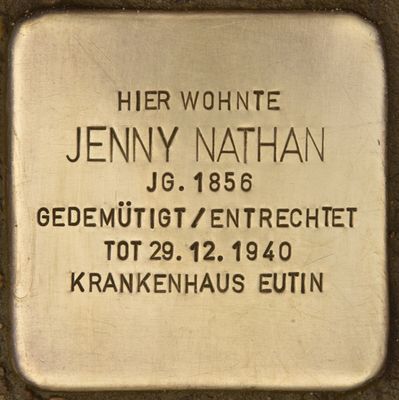 HIER WOHNTE
JENNY NATHAN
JG. 1856
GEDEMÜTIGT/ENTRECHTET
TOT 29.12.1940
KRANKENHAUS EUTIN